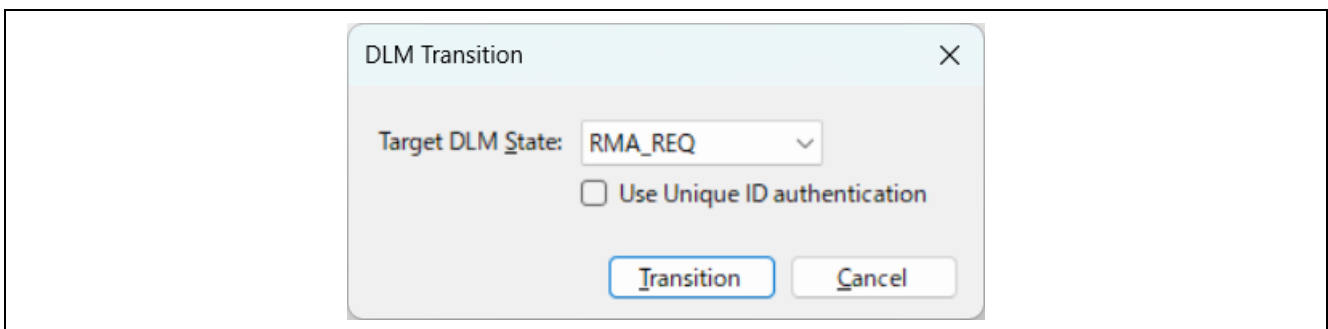 DLM Transition
Target DLM State: RMA_REQ
Use Unique ID authentication
Transition Cancel